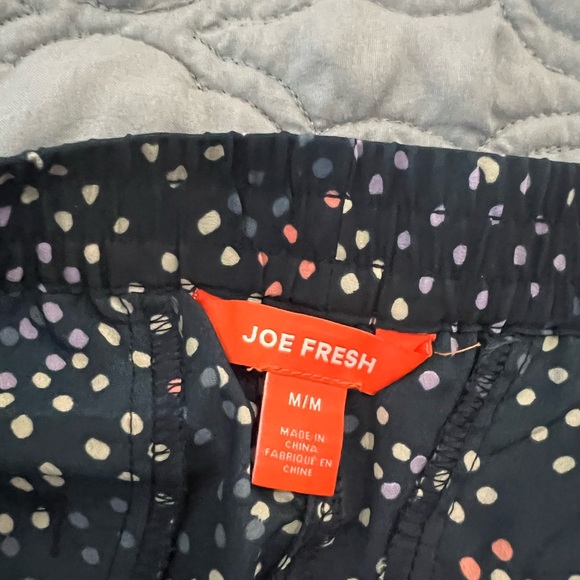 JOE FRESH
M/M
MADE IN
CHINA
FABRIQUÉ EN
CHINE